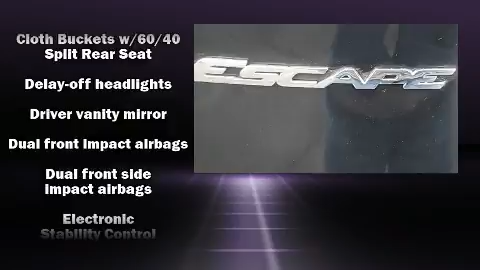 Cloth Buckets w/60/40
Split Rear Seat
Delay-off headlights
Driver vanity mirror
Dual front impact airbags
Dual front side
impact airbags
Electronic
Stability Control
ESCAPE